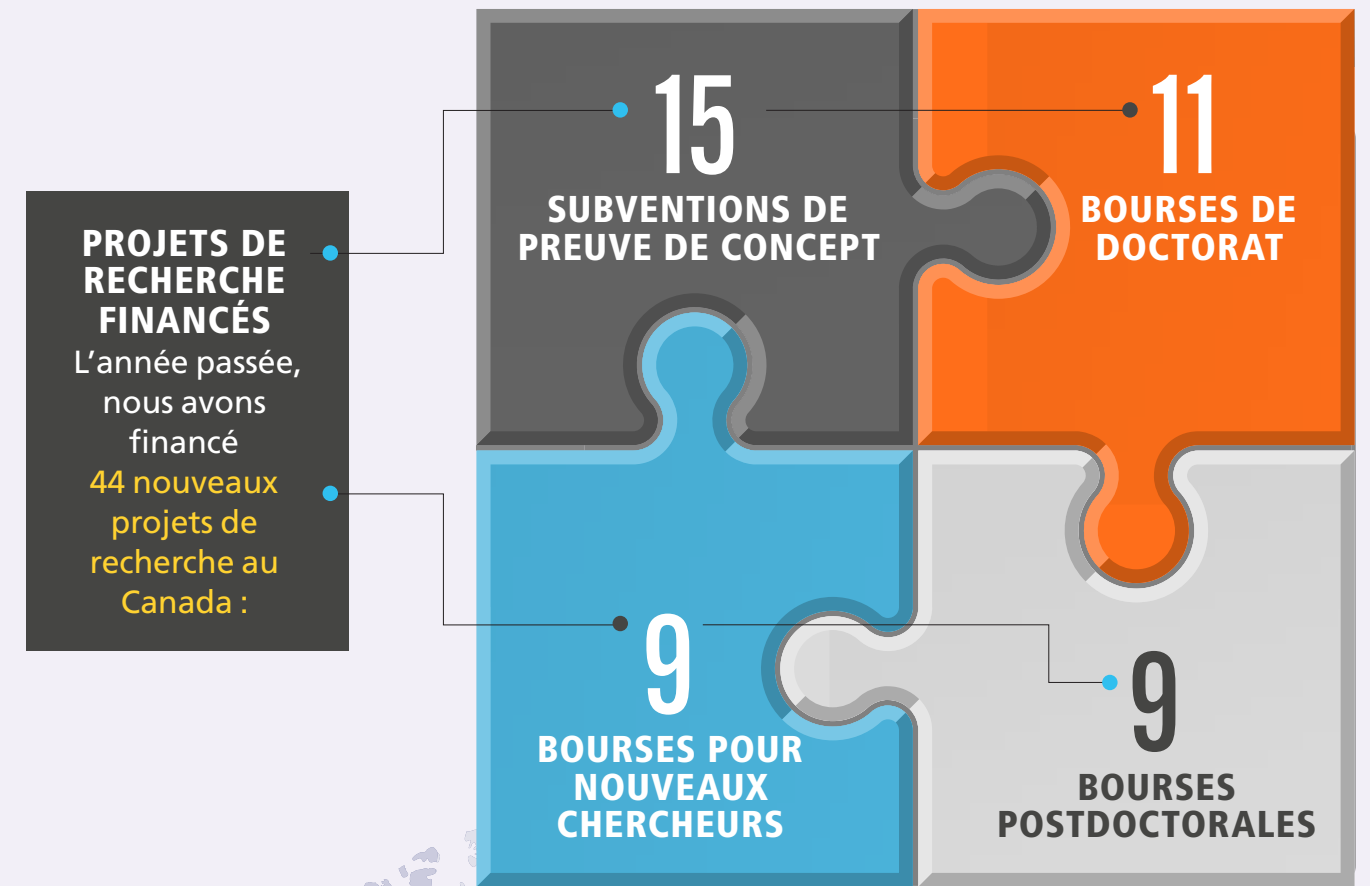 PROJETS DE
RECHERCHE
FINANCÉS
L’année passée,
nous avons
financé
44 nouveaux
projets de
recherche au
Canada :
15
SUBVENTIONS DE
PREUVE DE CONCEPT
11
BOURSES DE
DOCTORAT
9
BOURSES POUR
NOUVEAUX
CHERCHEURS
9
BOURSES
POSTDOCTORALES